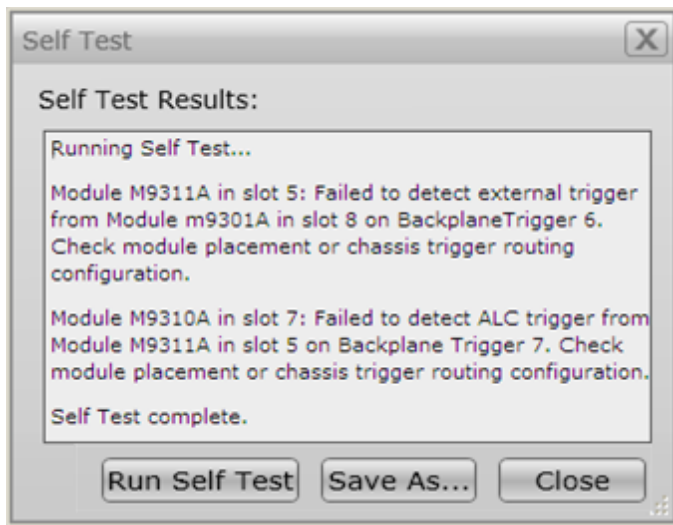 Self Test
X
Self Test Results:
Running Self Test...
Module M9311A in slot 5: Failed to detect external trigger
from Module m9301A in slot 8 on BackplaneTrigger 6.
Check module placement or chassis trigger routing
configuration.
Module M9310A in slot 7: Failed to detect ALC trigger from
Module M9311A in slot 5 on Backplane Trigger 7. Check
module placement or chassis trigger routing configuration.
Self Test complete.
Run Self Test Save As... Close